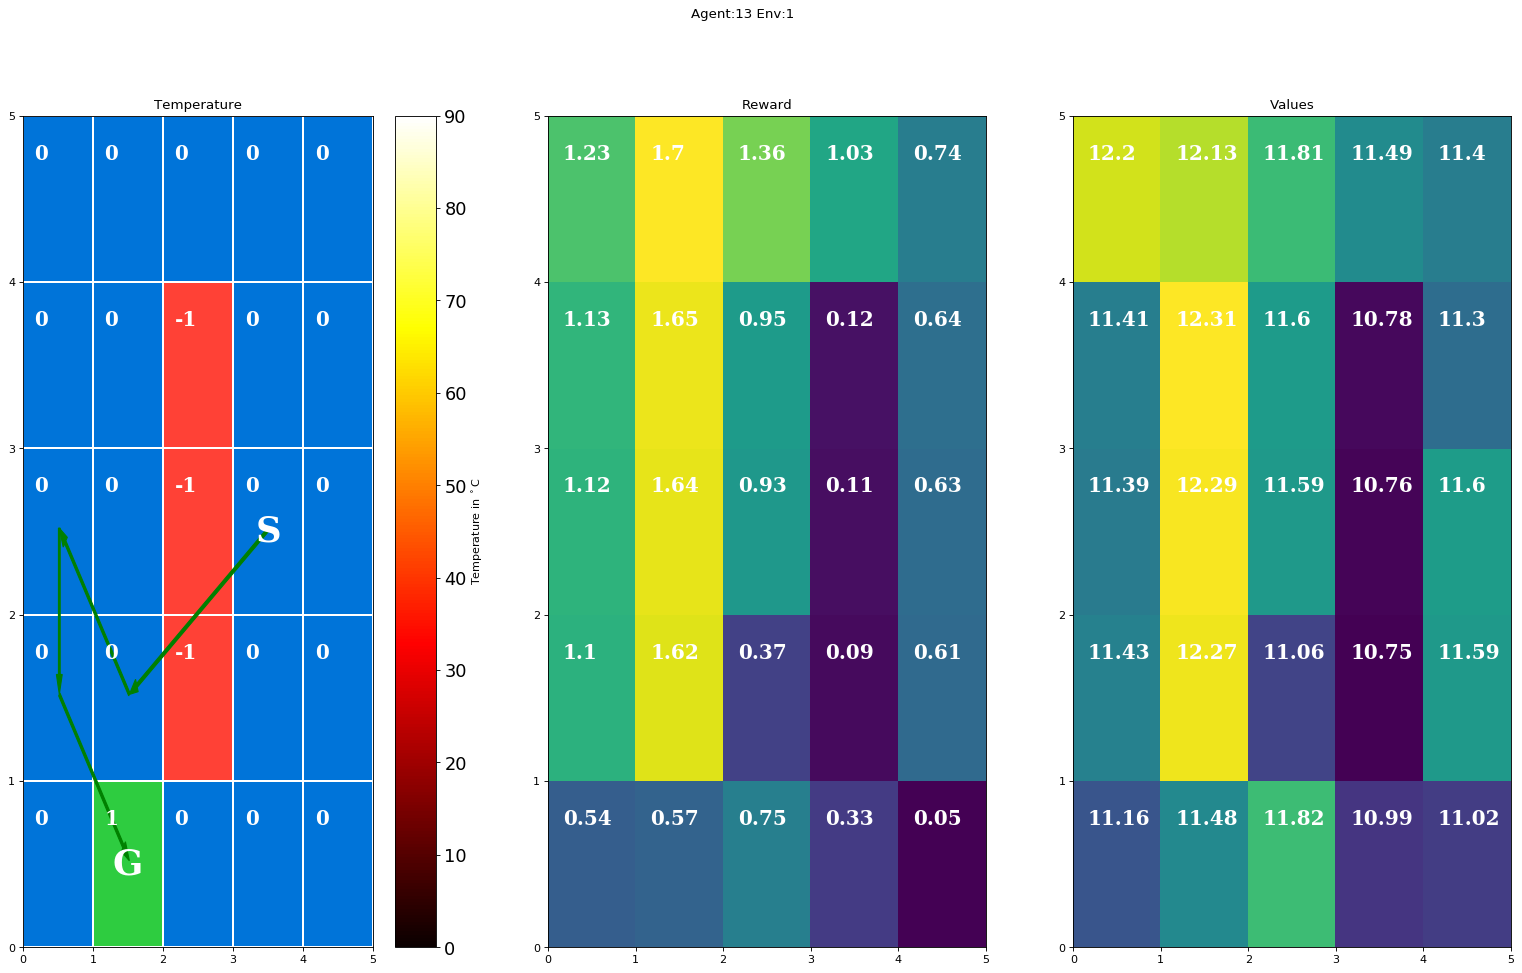 Agent:13 Env:1
Temperature
0 0 0 0 0
0 0 -1 0 0
0 0 -1 0 0
S
0 0 -1 0 0
0 1 0 0 0
G
5
4
3
2
1
0
0 1 2 3 4 5
90
80
70
60
50
40
30
20
10
0
Temperature in °C
Reward
1.23 1.7 1.36 1.03 0.74
1.13 1.65 0.95 0.12 0.64
1.12 1.64 0.93 0.11 0.63
1.1 1.62 0.37 0.09 0.61
0.54 0.57 0.75 0.33 0.05
5
4
3
2
1
0
0 1 2 3 4 5
Values
12.2 12.13 11.81 11.49 11.4
11.41 12.31 11.6 10.78 11.3
11.39 12.29 11.59 10.76 11.6
11.43 12.27 11.06 10.75 11.59
11.16 11.48 11.82 10.99 11.02
5
4
3
2
1
0
0 1 2 3 4 5